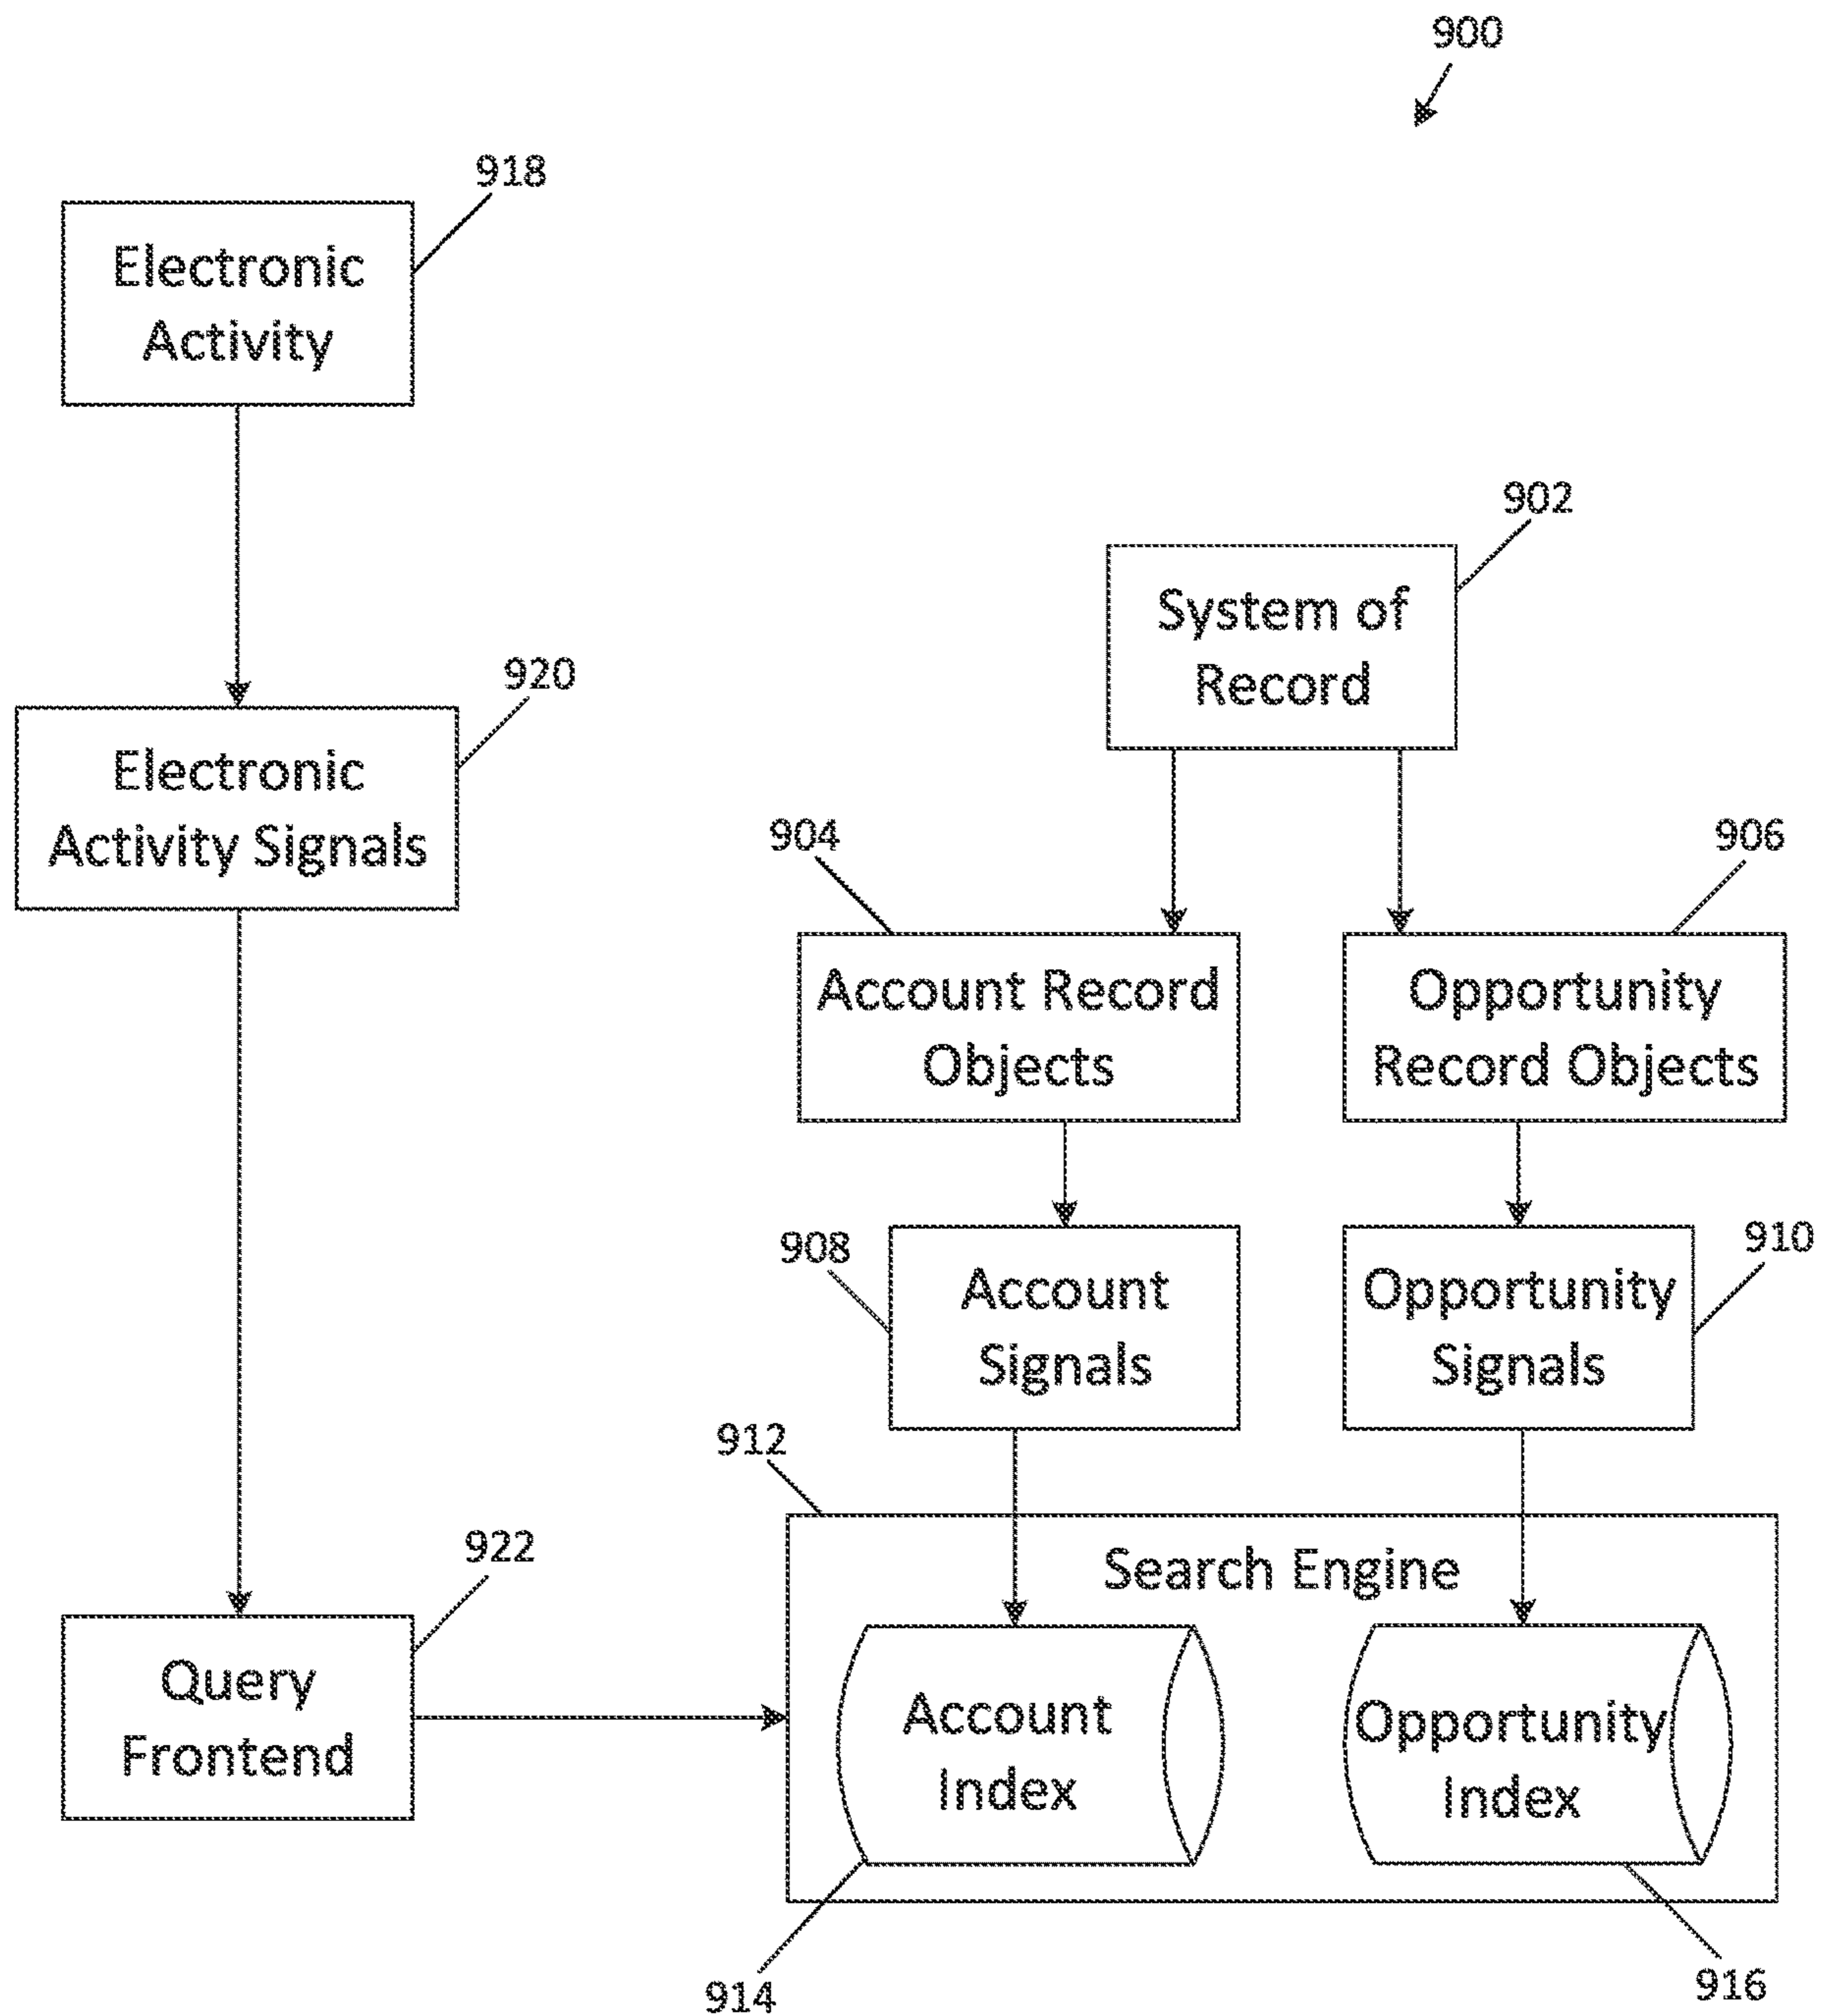 900
918
Electronic
Activity
902
System of
Record
920
Electronic
Activity Signals
904
906
Account Record
Objects
Opportunity
Record Objects
908
910
Account
Signals
Opportunity
Signals
912
Search Engine
922
Query
Frontend
Account
Index
Opportunity
Index
914
916